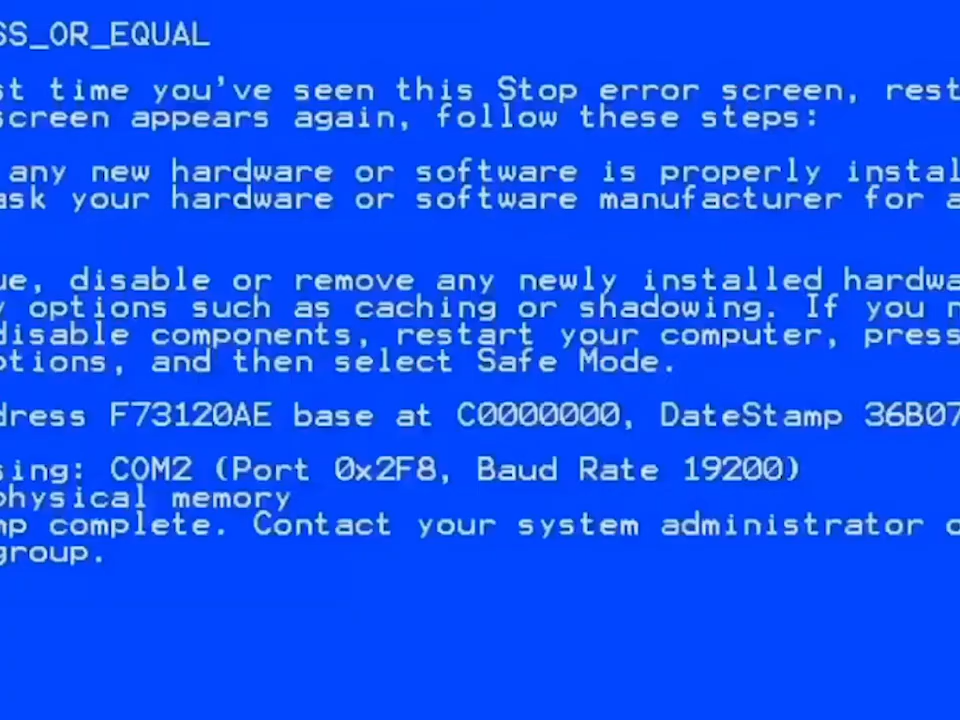 SS_OR_EQUAL
st time you've seen this Stop error screen, rest
screen appears again, follow these steps:
any new hardware or software is properly instal
ask your hardware or software manufacturer for a
ue, disable or remove any newly installed hardwa
y options such as caching or shadowing. If you n
disable components, restart your computer, press
ptions, and then select Safe Mode.
dress F73120AE base at C0000000, DateStamp 36B07
sing: COM2 (Port 0x2F8, Baud Rate 19200)
physical memory
mp complete. Contact your system administrator o
group.